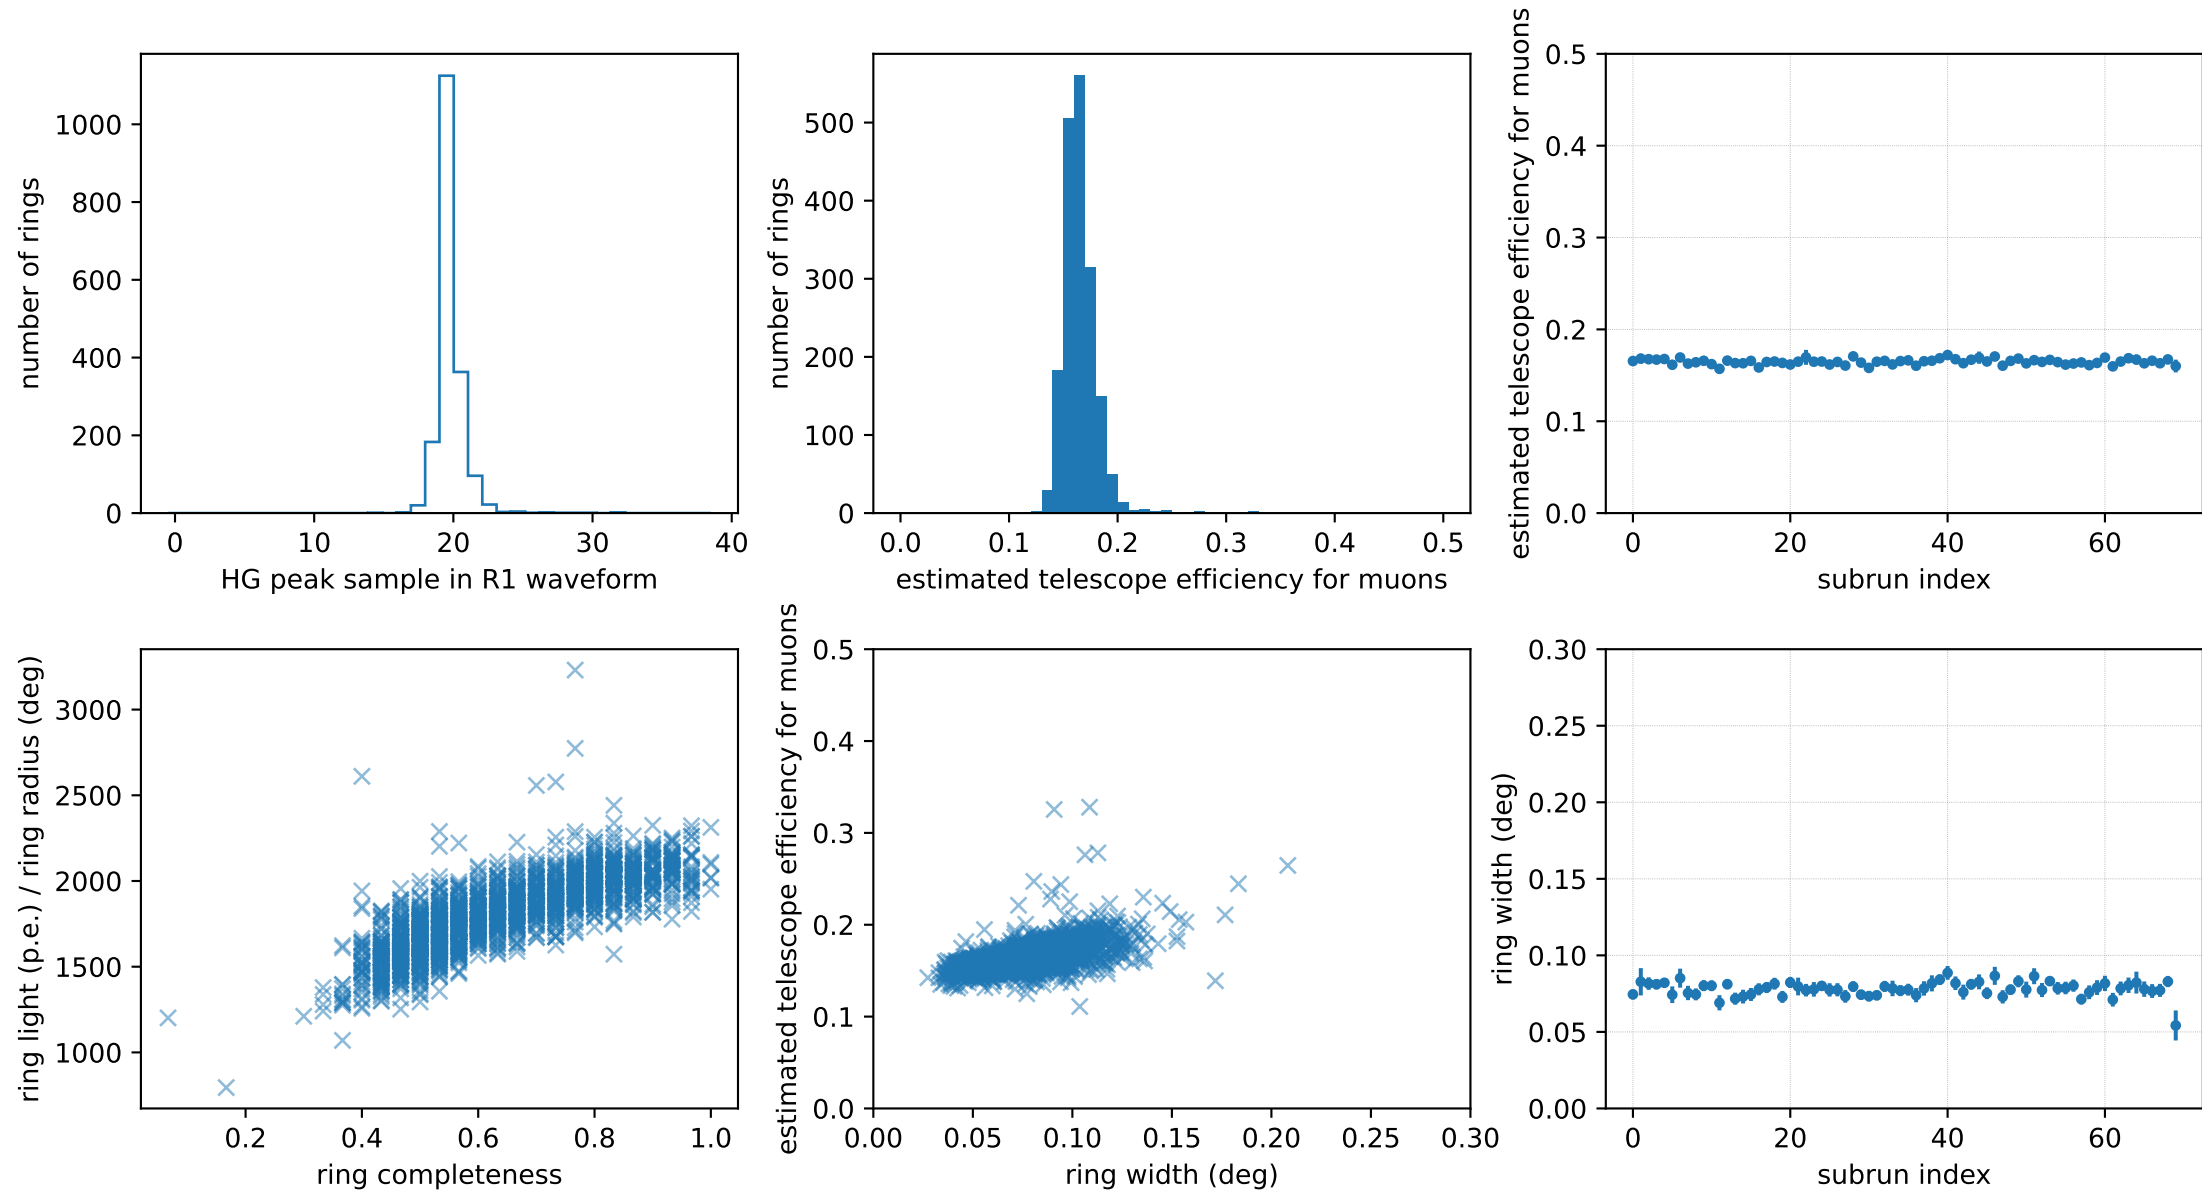 number of rings
1000
800
600
400
200
0
0 10 20 30 40
HG peak sample in R1 waveform
number of rings
500
400
300
200
100
0
0.0 0.1 0.2 0.3 0.4 0.5
estimated telescope efficiency for muons
estimated telescope efficiency for muons
0.5
0.4
0.3
0.2
0.1
0.0
0 20 40 60
subrun index
ring light (p.e.) / ring radius (deg)
3000
2500
2000
1500
1000
0.2 0.4 0.6 0.8 1.0
ring completeness
estimated telescope efficiency for muons
0.5
0.4
0.3
0.2
0.1
0.0
0.00 0.05 0.10 0.15 0.20 0.25 0.30
ring width (deg)
ring width (deg)
0.30
0.25
0.20
0.15
0.10
0.05
0.00
0 20 40 60
subrun index